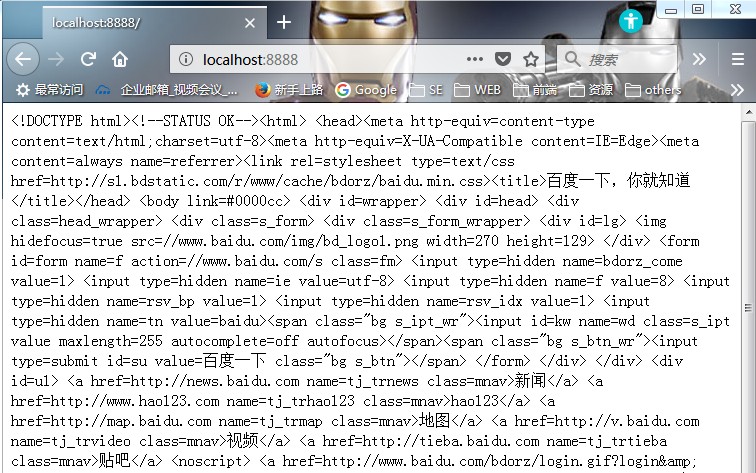 localhost:8888/
localhost:8888
搜索
最常访问 企业邮箱_视频会议_... 新手上路 Google SE WEB 前端 资源 others
<!DOCTYPE html><!--STATUS OK--><html> <head><meta http-equiv=content-type
content=text/html;charset=utf-8><meta http-equiv=X-UA-Compatible content=IE=Edge><meta
content=always name=referrer><link rel=stylesheet type=text/css
href=http://s1.bdstatic.com/r/www/cache/bdorz/baidu.min.css><title>百度一下，你就知道
</title></head> <body link=#0000cc> <div id=wrapper> <div id=head> <div
class=head_wrapper> <div class=s_form> <div class=s_form_wrapper> <div id=lg> <img
hidefocus=true src=//www.baidu.com/img/bd_logo1.png width=270 height=129> </div> <form
id=form name=f action=//www.baidu.com/s class=fm> <input type=hidden name=bdorz_come
value=1> <input type=hidden name=ie value=utf-8> <input type=hidden name=f value=8> <input
type=hidden name=rsv_bp value=1> <input type=hidden name=rsv_idx value=1> <input
type=hidden name=tn value=baidu><span class="bg s_ipt_wr"><input id=kw name=wd class=s_ipt
value maxlength=255 autocomplete=off autofocus></span><span class="bg s_btn_wr"><input
type=submit id=su value=百度一下 class="bg s_btn"></span> </form> </div> </div> <div
id=u1> <a href=http://news.baidu.com name=tj_trnews class=mnav>新闻</a> <a
href=http://www.hao123.com name=tj_trhao123 class=mnav>hao123</a> <a
href=http://map.baidu.com name=tj_trmap class=mnav>地图</a> <a href=http://v.baidu.com
name=tj_trvideo class=mnav>视频</a> <a href=http://tieba.baidu.com name=tj_trtieba
class=mnav>贴吧</a> <noscript> <a href=http://www.baidu.com/bdorz/login.gif?login&amp;